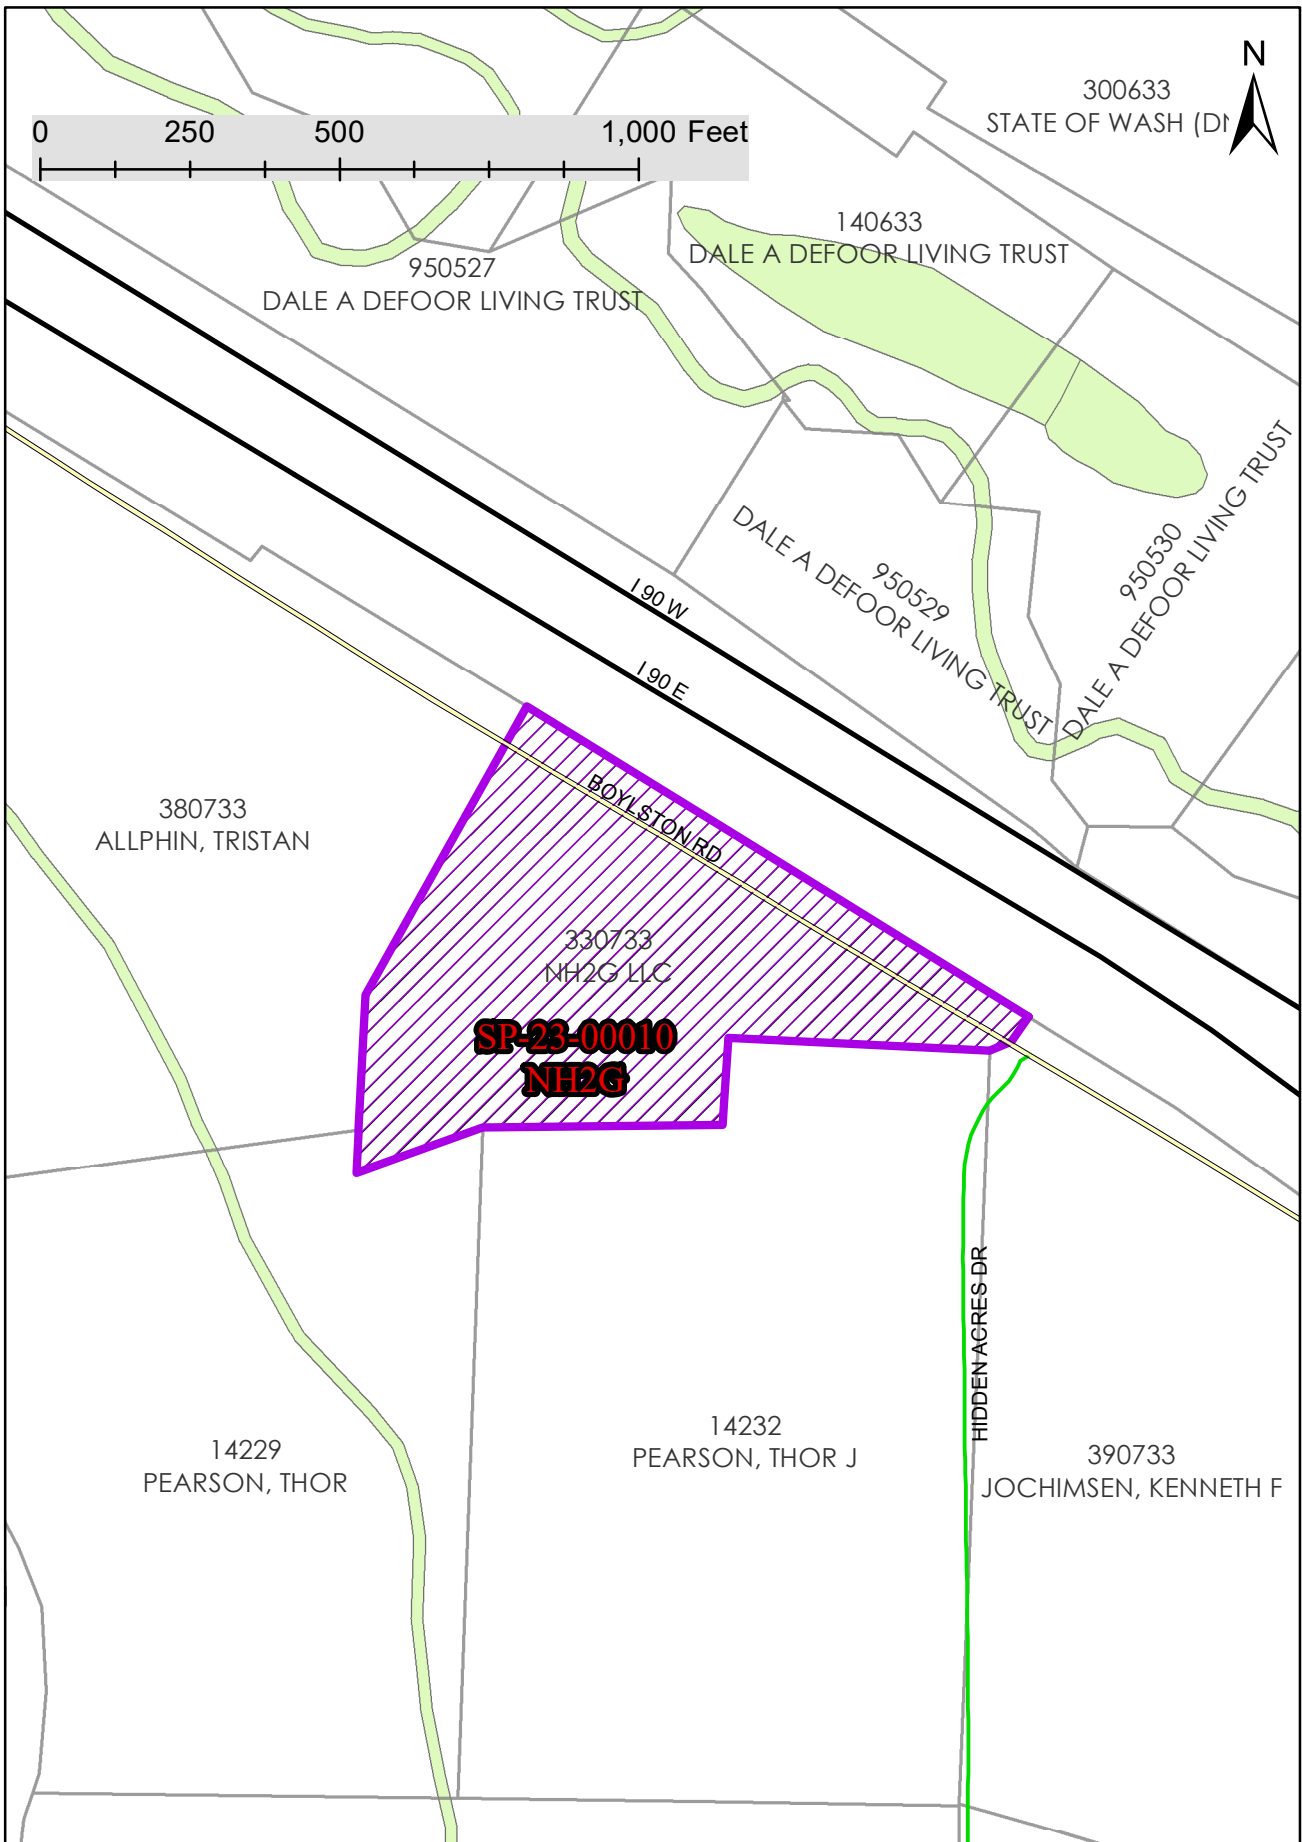 N
300633
STATE OF WASH (DN
0 250 500 1,000 Feet
140633
DALE A DEFOOR LIVING TRUST
950527
DALE A DEFOOR LIVING TRUST
950530
DALE A DEFOOR LIVING TRUST
950529
DALE A DEFOOR LIVING TRUST
I 90 W
I 90 E
BOYLSTON RD
380733
ALLPHIN, TRISTAN
330733
NH2G LLC
SP-23-00010
NH2G
HIDDEN ACRES DR
14229
PEARSON, THOR
14232
PEARSON, THOR J
390733
JOCHIMSEN, KENNETH F